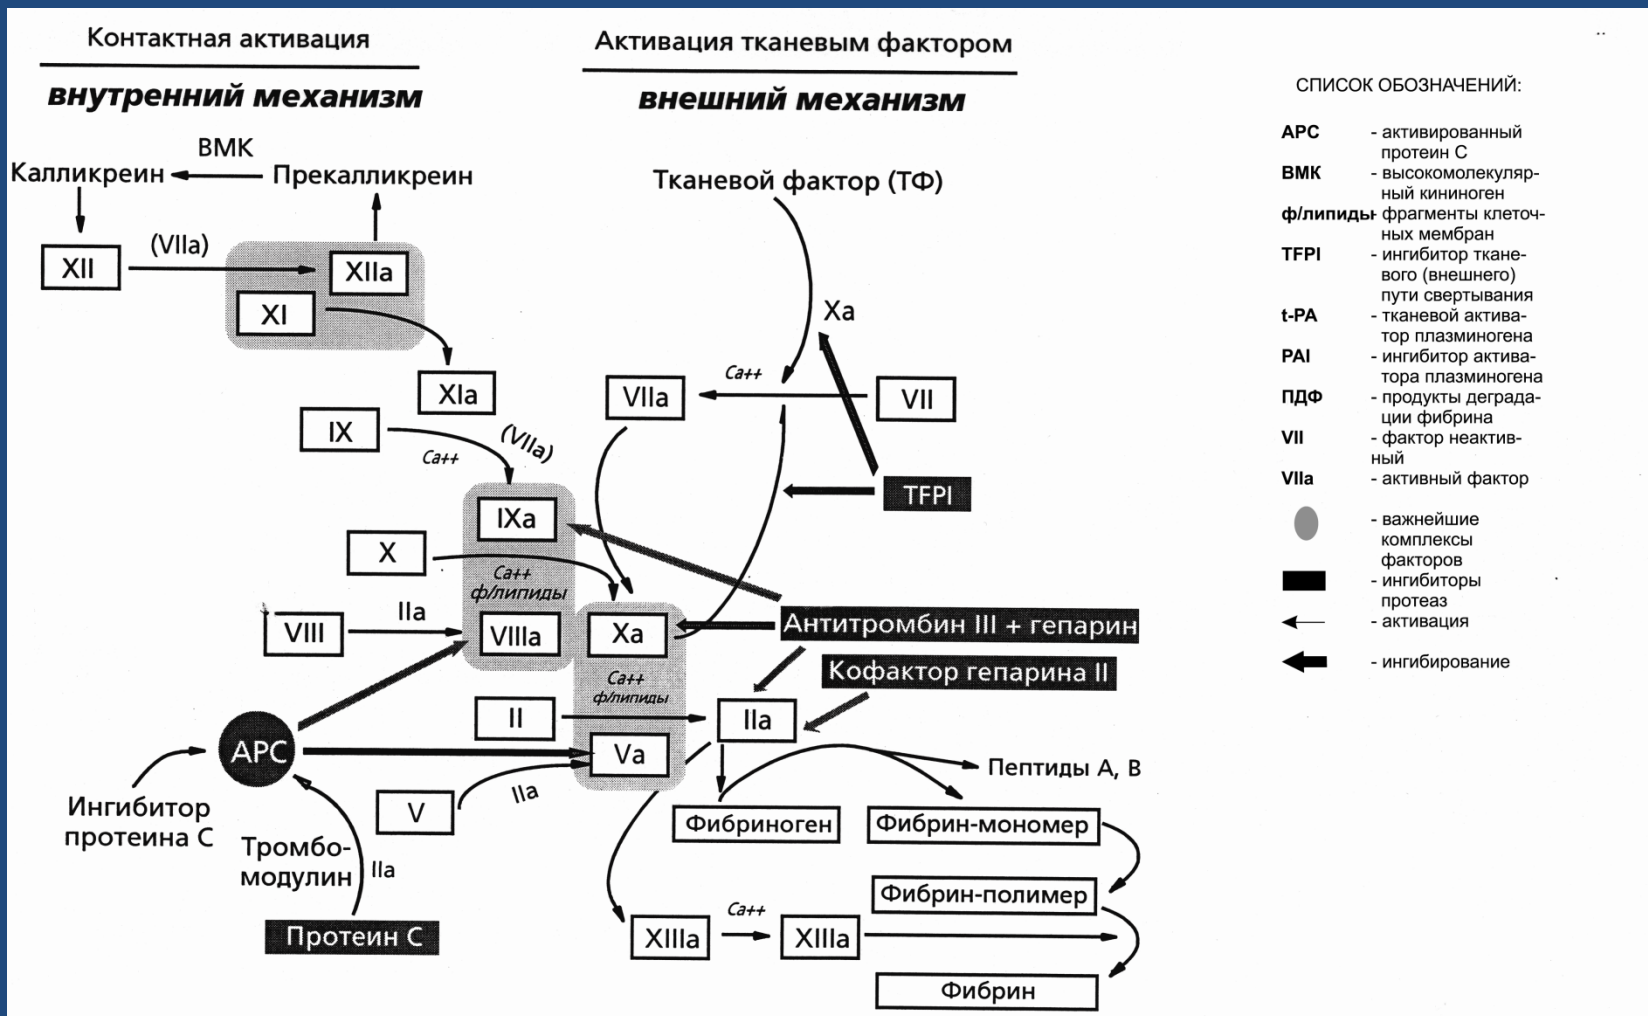 Контактная активация
внутренний механизм
Активация тканевым фактором
внешний механизм
ВМК
Калликреин
Прекалликреин
Тканевой фактор (ТФ)
XII
(VIIa)
XIIa
XI
XIa
Xa
VIIa
Ca++
VII
IX
Ca++
(VIIa)
TFPI
IXa
X
Ca++
ф/липиды
VIII
IIa
VIIIa
Xa
Антитромбин III + гепарин
Кофактор гепарина II
Ca++
ф/липиды
II
IIa
APC
Va
V
IIa
Пептиды А, В
Ингибитор
протеина С
Тромбо-
модулин
IIa
Протеин С
Фибриноген
Фибрин-мономер
Фибрин-полимер
XIIIa
Ca++
XIIIa
Фибрин
СПИСОК ОБОЗНАЧЕНИЙ:
APC - активированный
протеин С
ВМК - высокомолекуляр-
ный кининоген
ф/липиды- фрагменты клеточ-
ных мембран
TFPI - ингибитор ткане-
вого (внешнего)
пути свертывания
t-PA - тканевой актива-
тор плазминогена
PAI - ингибитор актива-
тора плазминогена
ПДФ - продукты деграда-
ции фибрина
VII - фактор неактив-
ный
VIIa - активный фактор
- важнейшие
комплексы
факторов
- ингибиторы
протеаз
- активация
- ингибирование